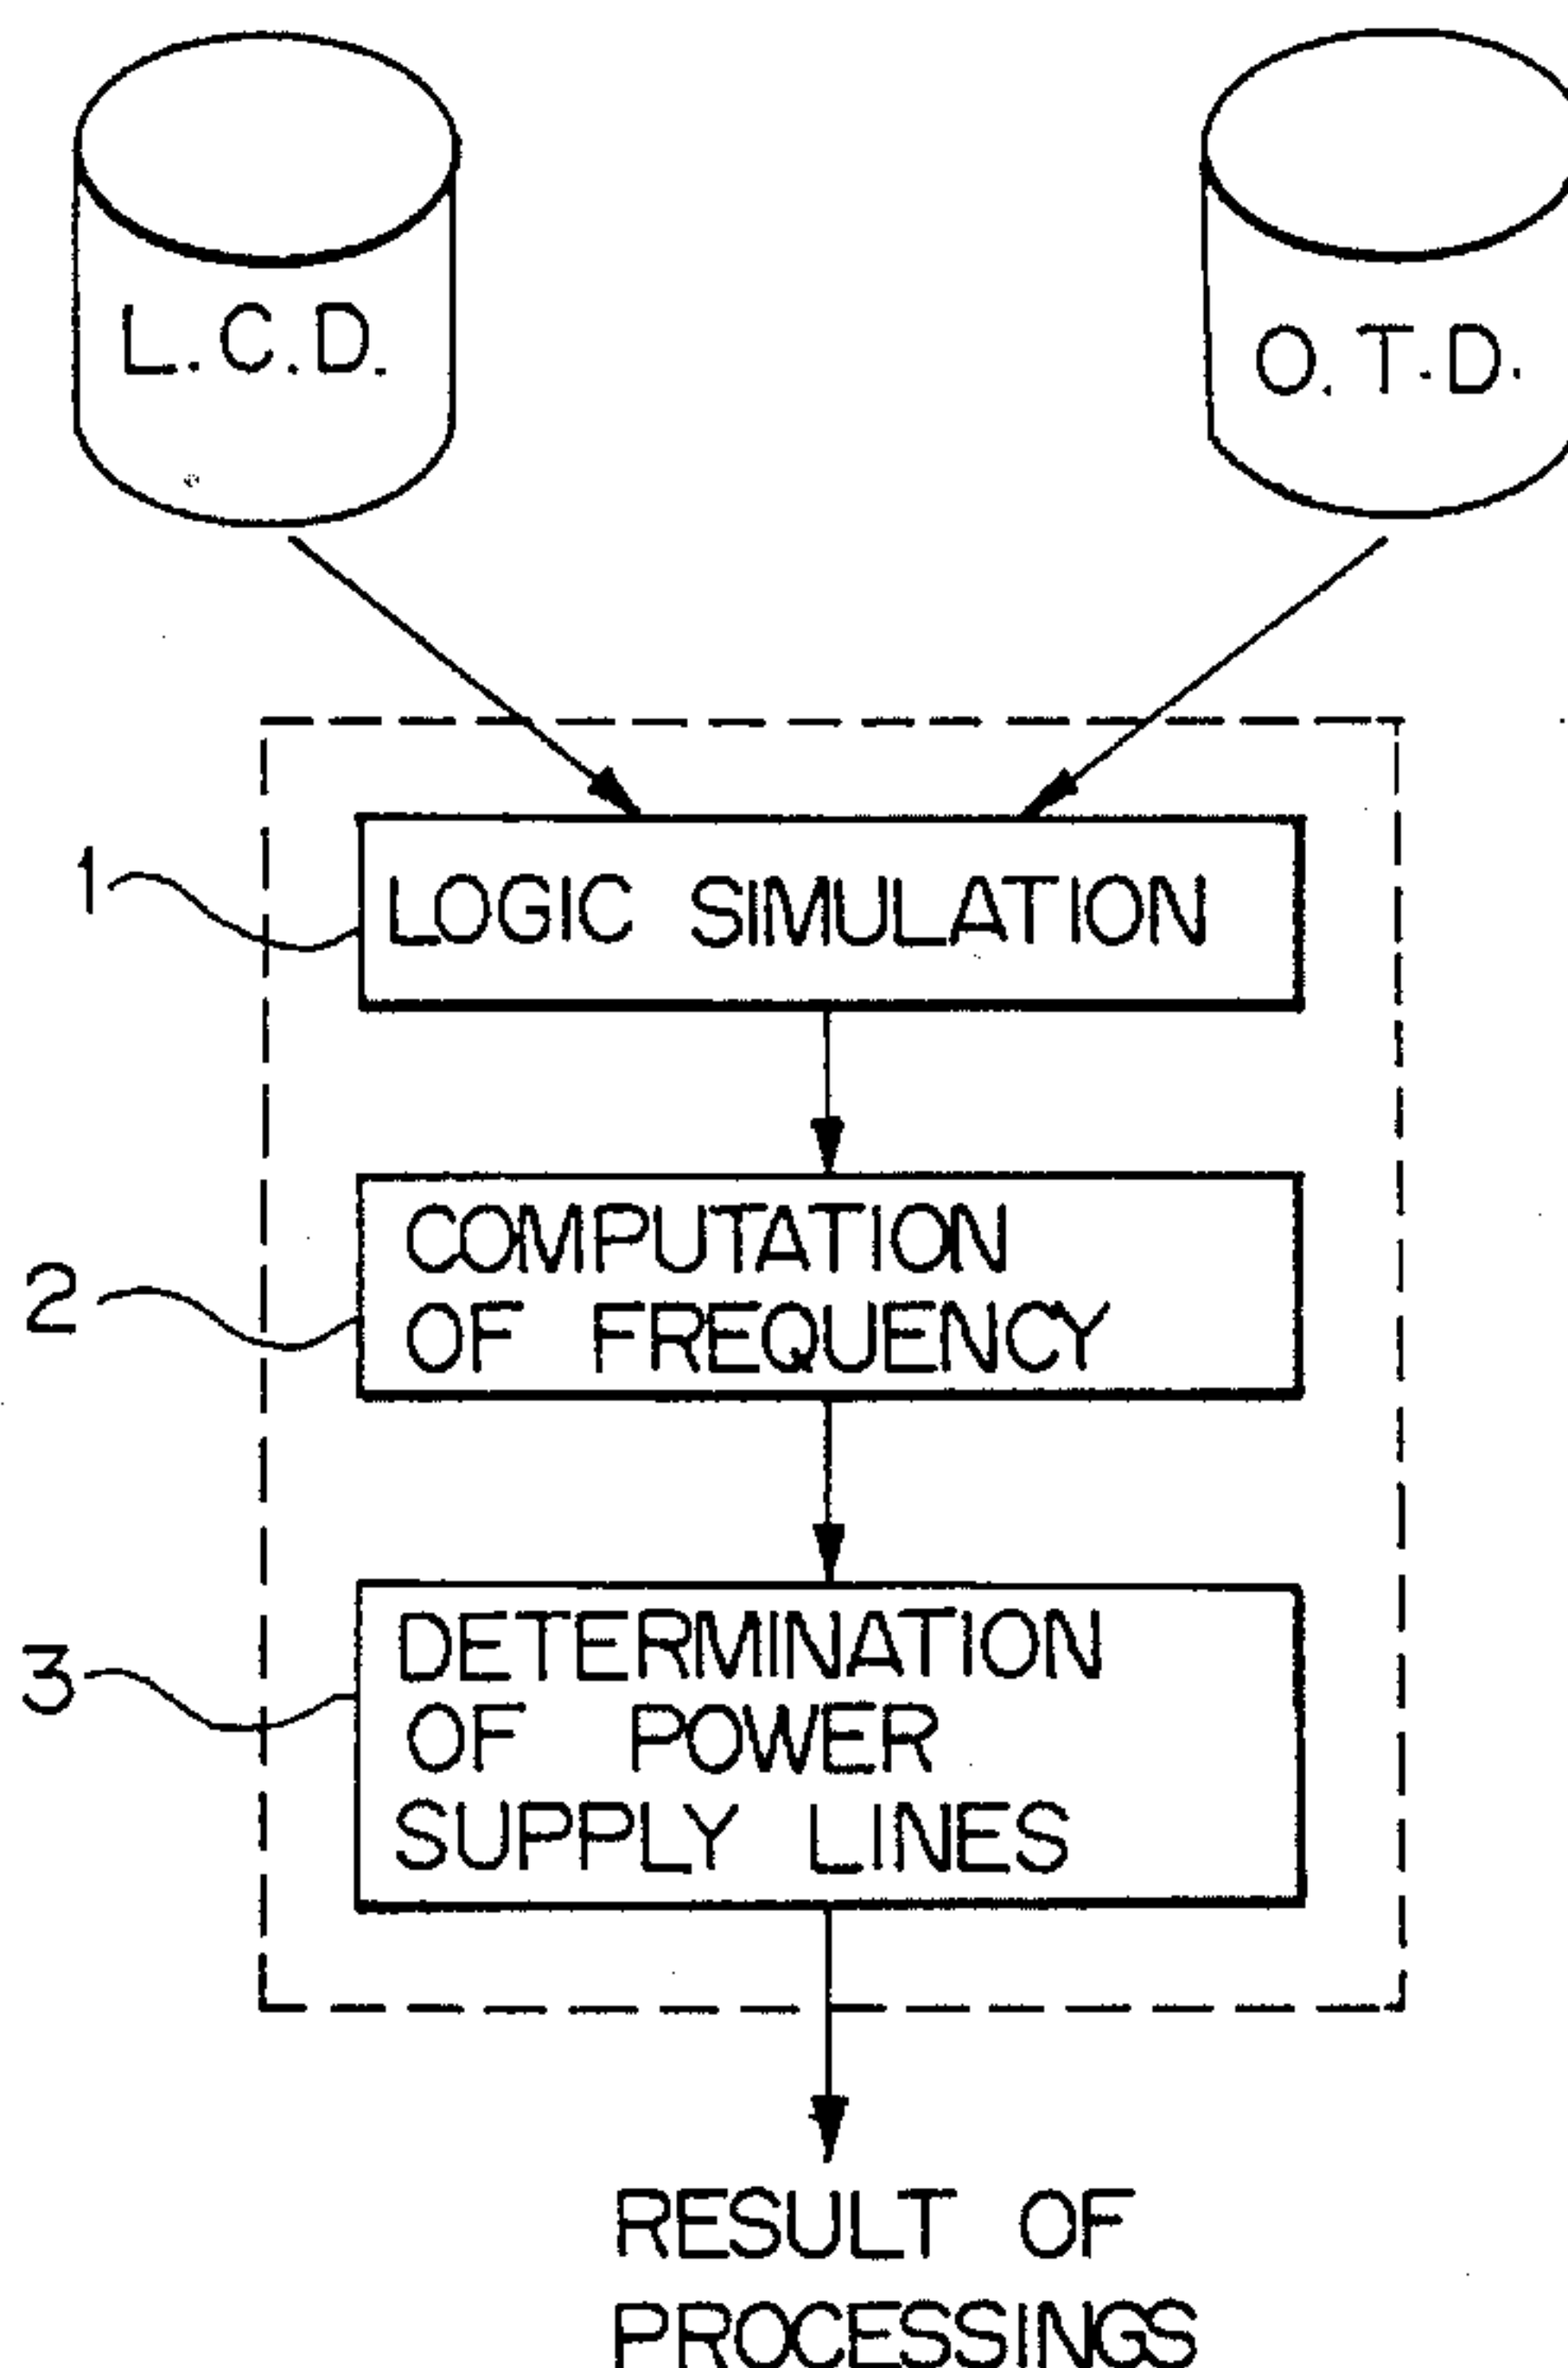 L.C.D.
O.T.D.
1
LOGIC SIMULATION
2
COMPUTATION
OF FREQUENCY
3
DETERMINATION
OF POWER
SUPPLY LINES
RESULT OF
PROCESSINGS